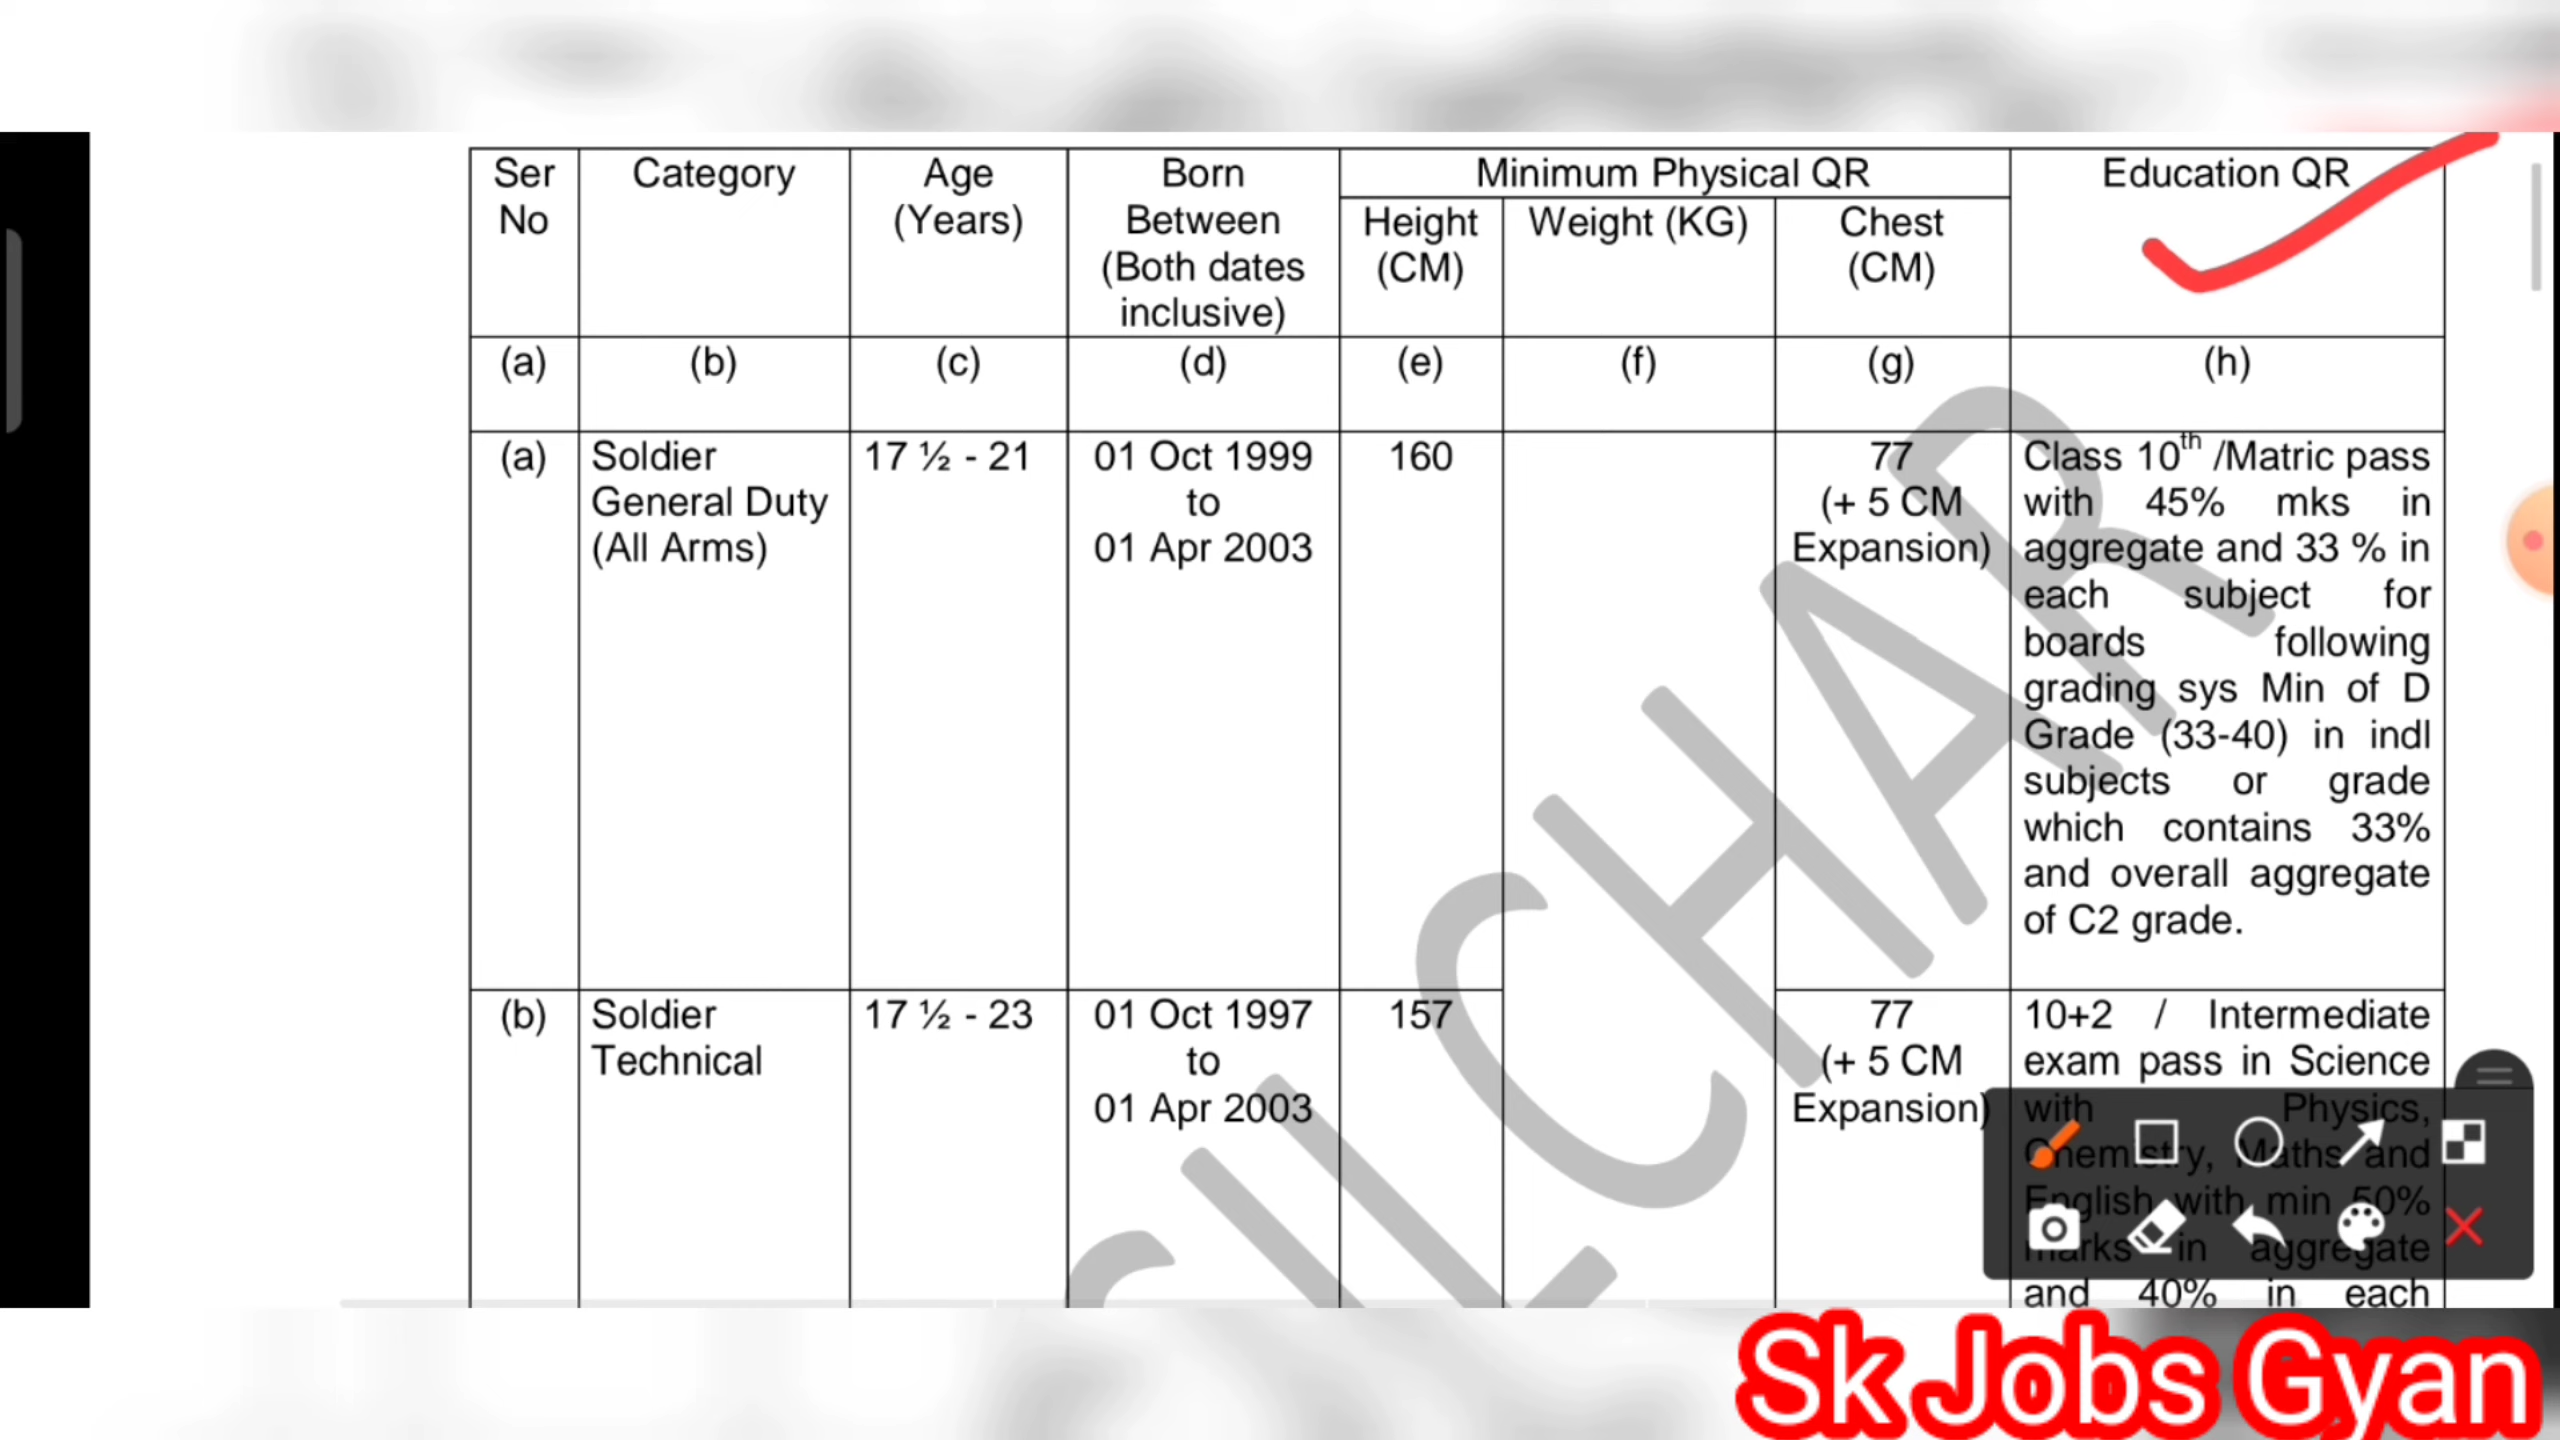 Ser No
Category
Age (Years)
Born Between (Both dates inclusive)
Minimum Physical QR
Education QR
Height (CM)
Weight (KG)
Chest (CM)
(a) (b) (c) (d) (e) (f) (g) (h)
(a)
Soldier
General Duty
(All Arms)
17 ½ - 21
01 Oct 1999
to
01 Apr 2003
160
77
(+ 5 CM
Expansion)
Class 10th /Matric pass
with 45% mks in
aggregate and 33 % in
each subject for
boards following
grading sys Min of D
Grade (33-40) in indl
subjects or grade
which contains 33%
and overall aggregate
of C2 grade.
(b)
Soldier
Technical
17 ½ - 23
01 Oct 1997
to
01 Apr 2003
157
77
(+ 5 CM
Expansion)
10+2 / Intermediate
exam pass in Science
with Physics,
Chemistry, Maths and
English with min 50%
marks in aggregate
and 40% in each
SILCHAR
Sk Jobs Gyan